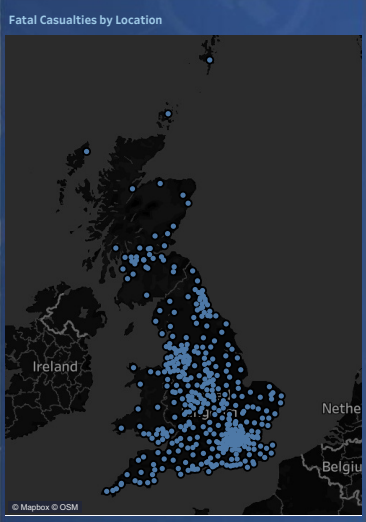 Fatal Casualties by Location
Ireland
Nethe
Belgiu
© Mapbox © OSM